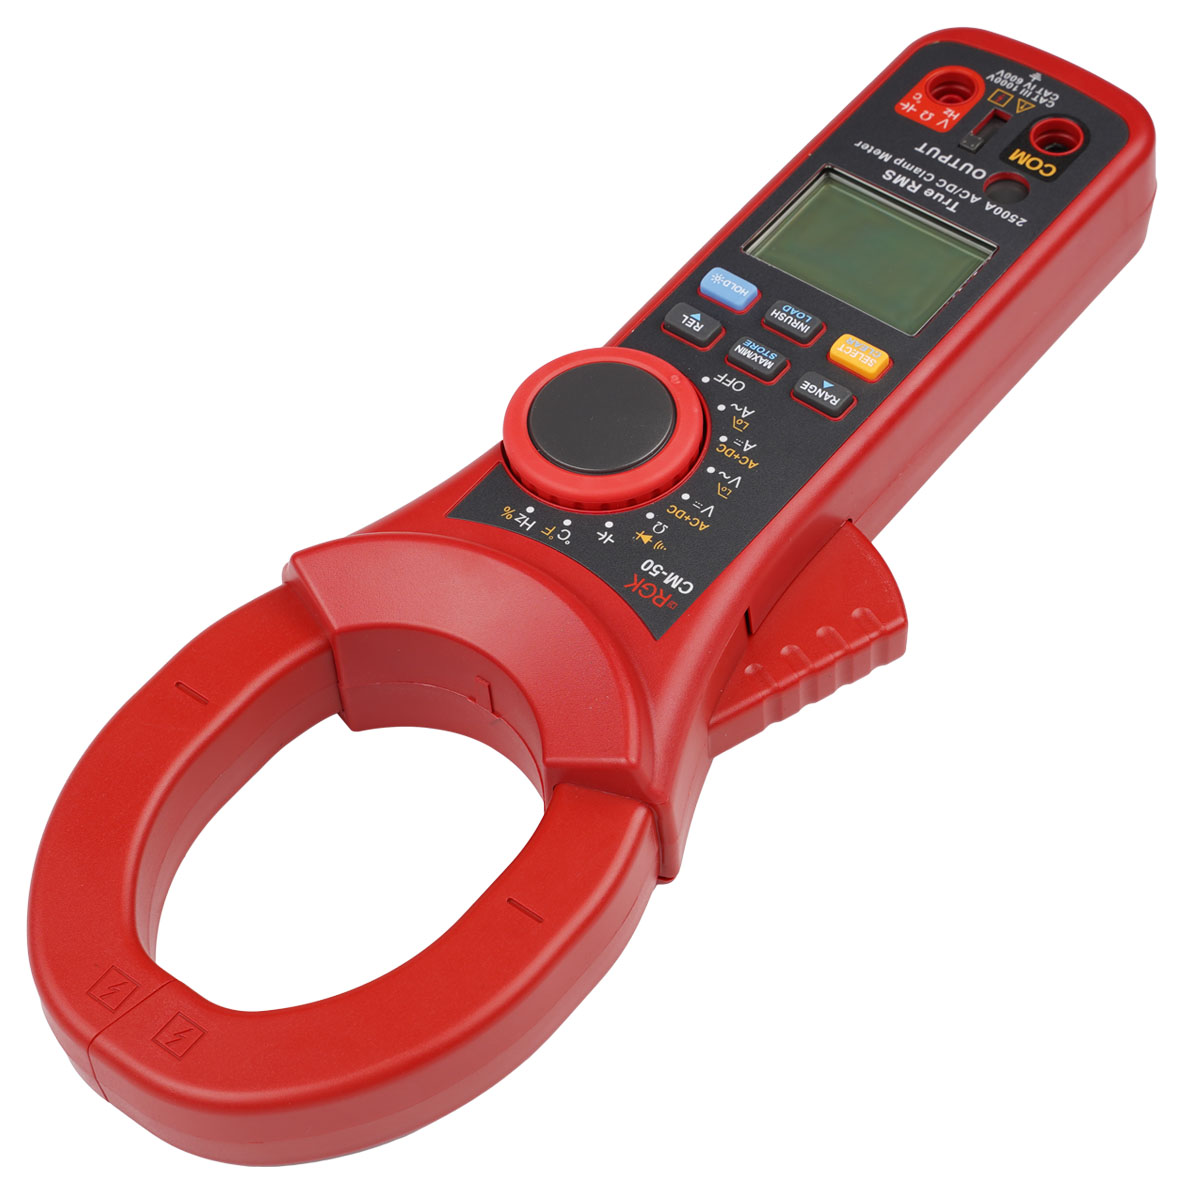 CAT III 1000V
CAT IV 600V
COM
V Ω
Hz °C
OUTPUT
2500A AC/DC Clamp Meter
True RMS
HOLD
INRUSH
LOAD
SELECT
REL
MAX/MIN
STORE
RANGE
OFF
A~
A
AC+DC
V~
V
AC+DC
Ω
°C °F
Hz %
RGK
CM-50